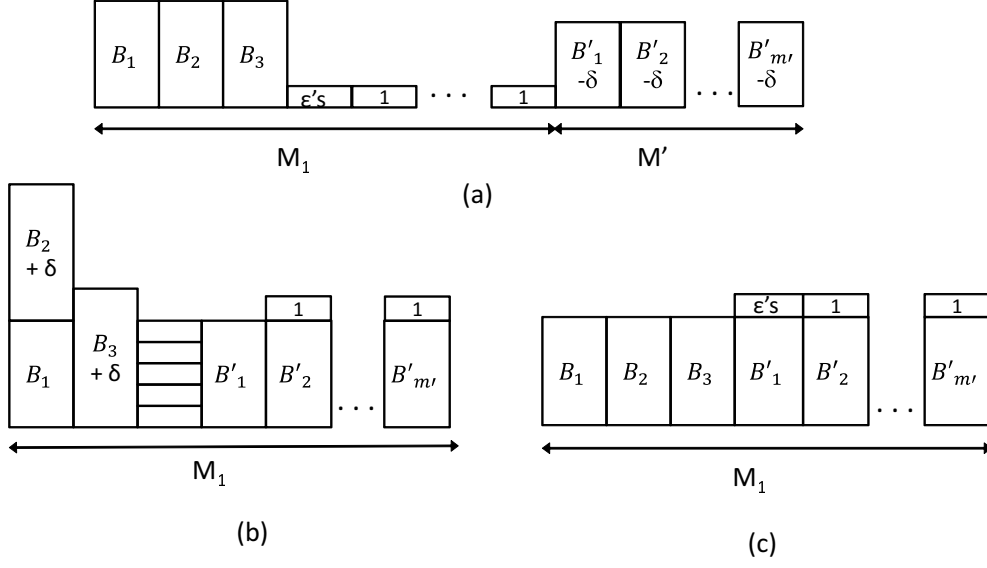 B₁ B₂ B₃ ε's 1 . . . 1 B'₁ -δ B'₂ -δ . . . B'ₘ′ -δ
M₁ M'
(a)
B₂ + δ
B₁ B₃ + δ B'₁ 1 B'₂ . . . 1 B'ₘ′
M₁
(b)
B₁ B₂ B₃ ε's B'₁ 1 B'₂ . . . 1 B'ₘ′
M₁
(c)